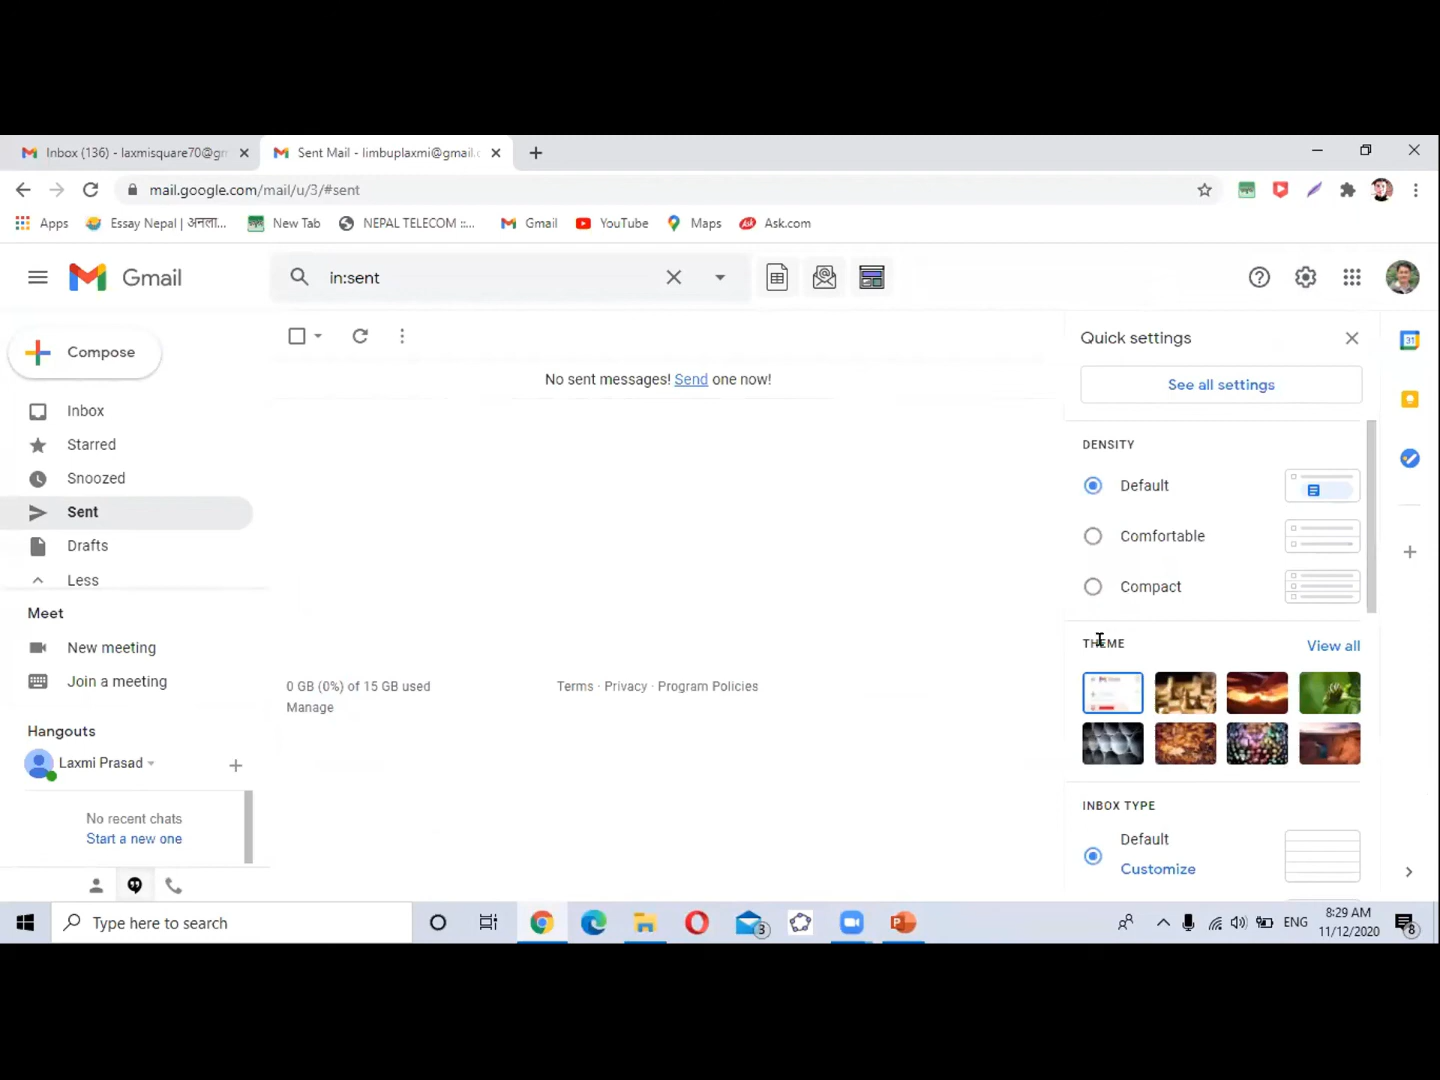 Inbox (136) - laxmisquare70@gm
Sent Mail - limbuplaxmi@gmail.c
mail.google.com/mail/u/3/#sent
Apps
Essay Nepal | अनला...
New Tab
NEPAL TELECOM ::...
Gmail
YouTube
Maps
Ask
Ask.com
Gmail
in:sent
Compose
No sent messages! Send one now!
Inbox
Starred
Snoozed
Sent
Drafts
Less
Meet
New meeting
Join a meeting
Hangouts
Laxmi Prasad
No recent chats
Start a new one
0 GB (0%) of 15 GB used
Manage
Terms · Privacy · Program Policies
Quick settings
See all settings
DENSITY
Default
Comfortable
Compact
THEME
View all
INBOX TYPE
Default
Customize
31
Type here to search
3
ENG
8:29 AM
11/12/2020
8